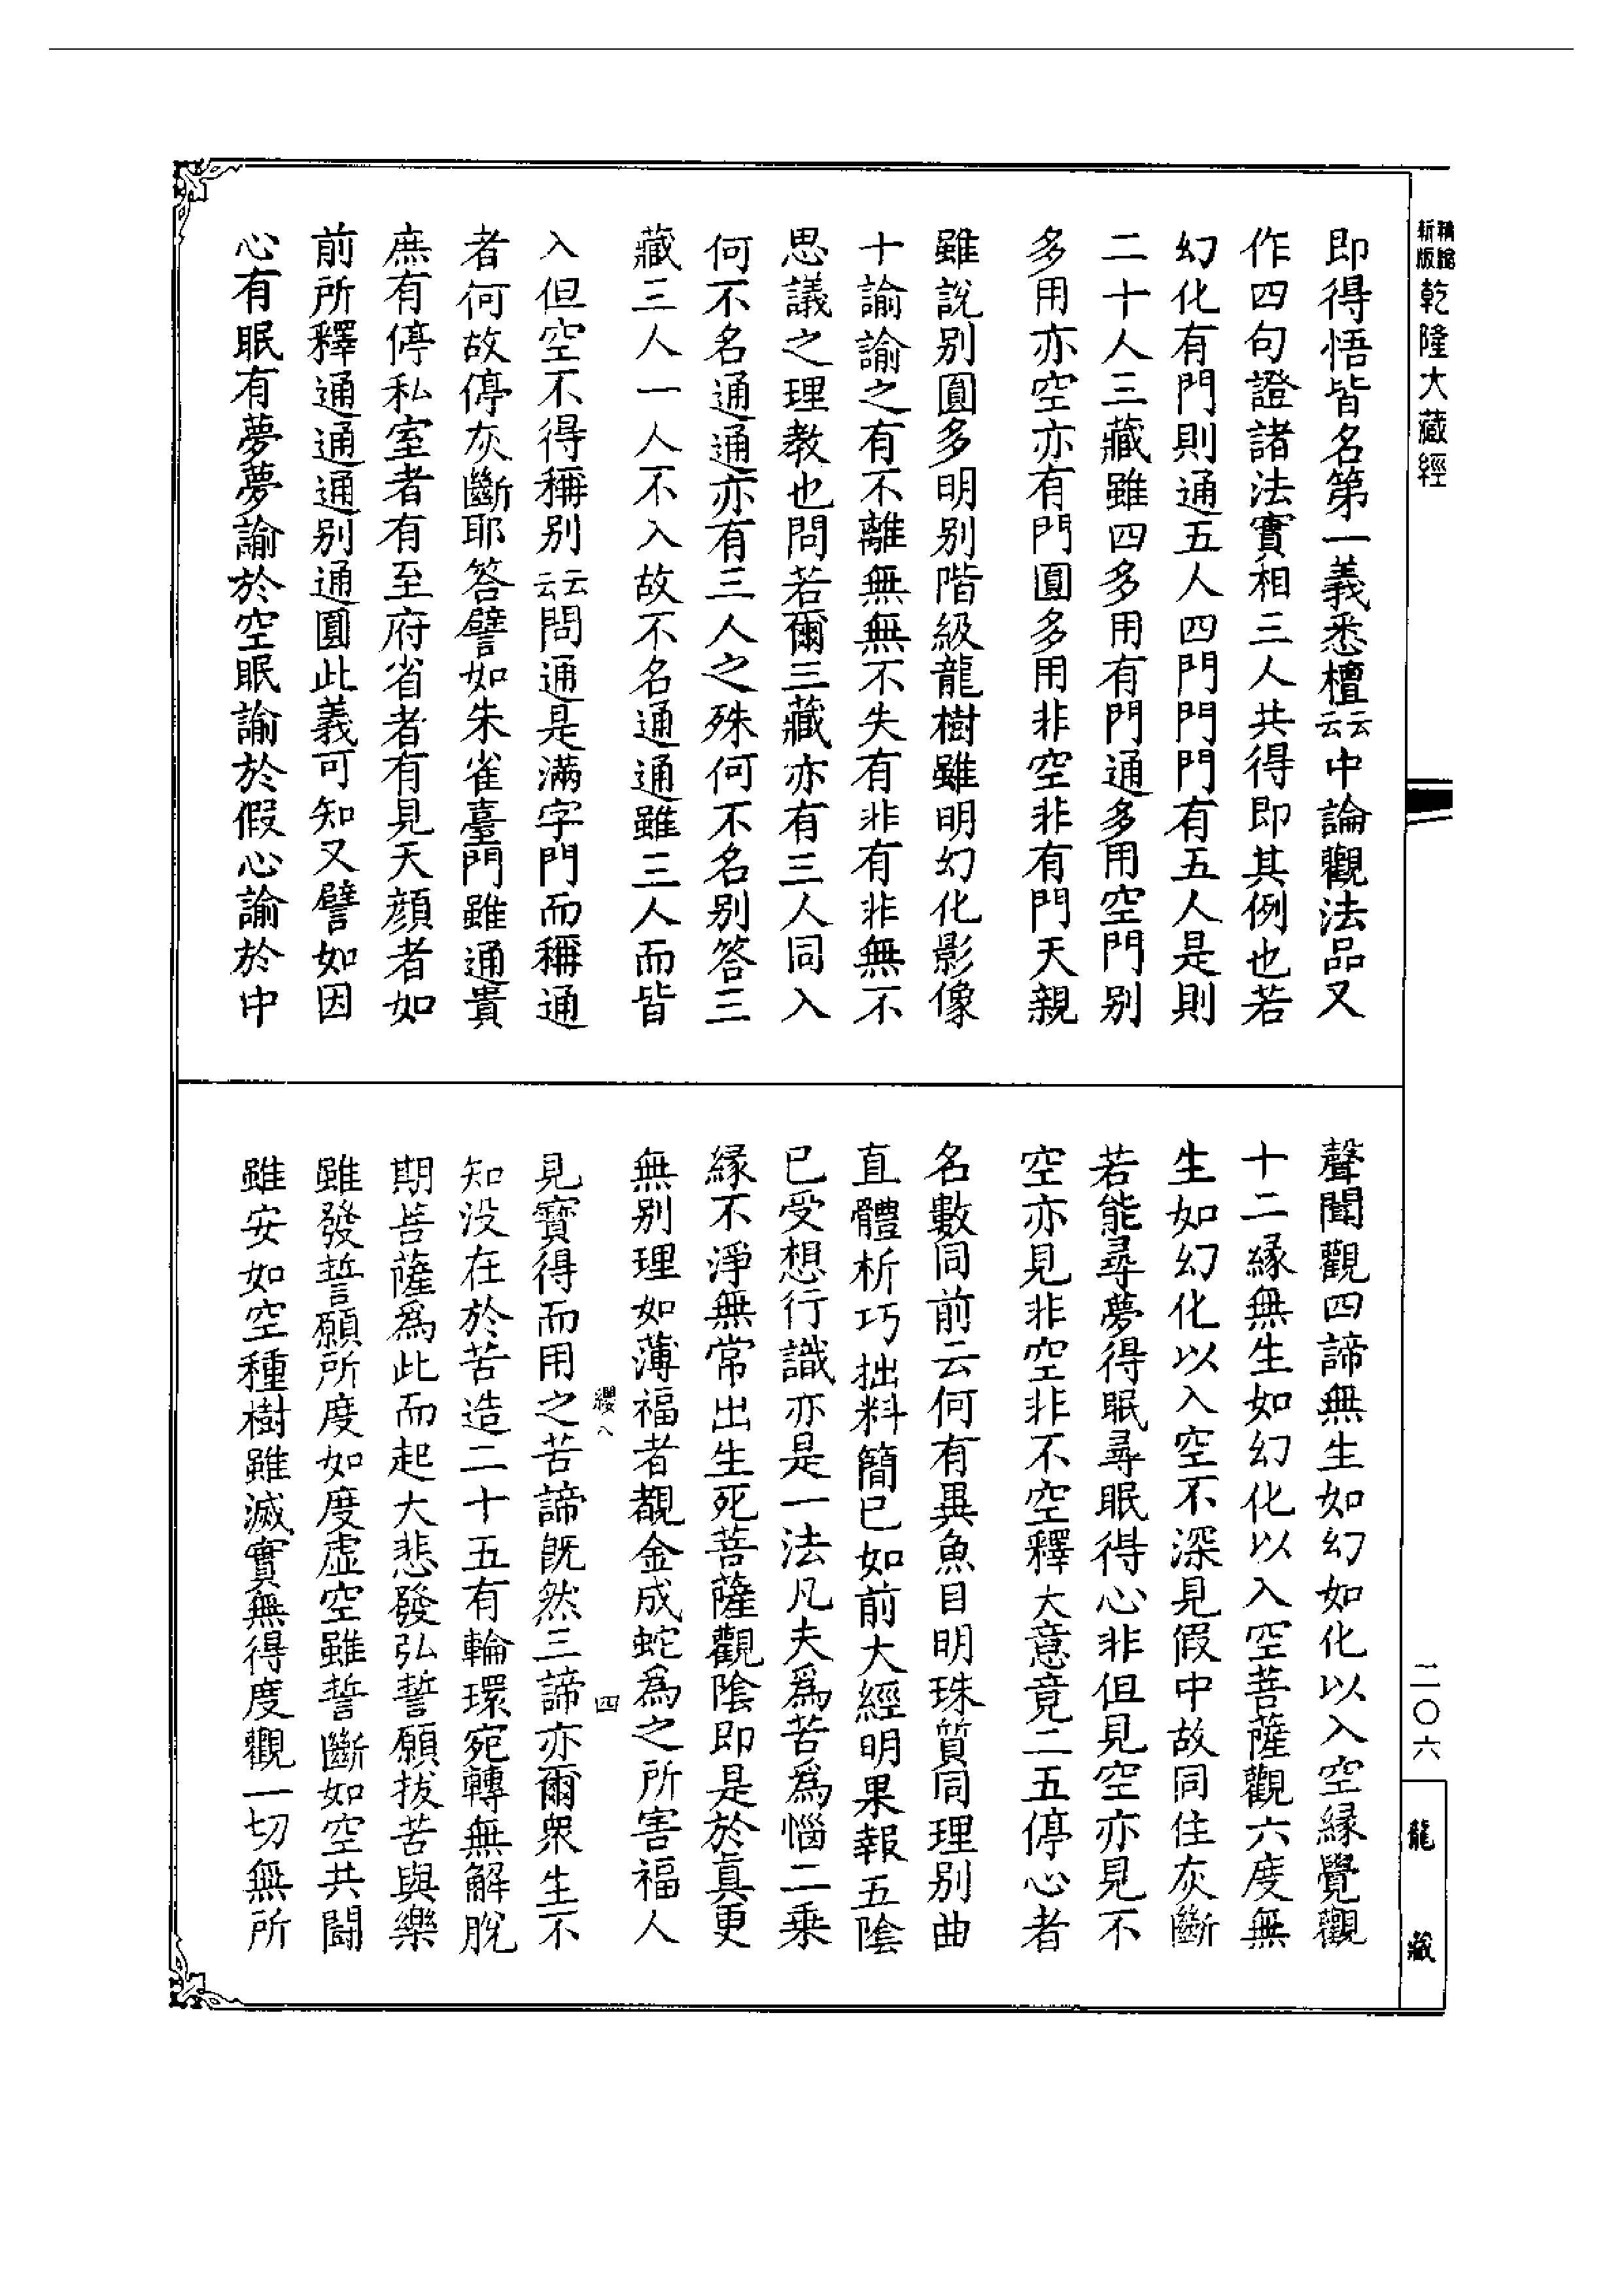 新版
精縮
乾隆大藏經
即得悟皆名第一義悉檀云云中論觀法品又
作四句證諸法實相三人共得即其例也若
幻化有門則通五人四門門門有五人是則
二十人三藏雖四多用有門通多用空門別
多用亦空亦有門圓多用非空非有門天親
雖說別圓多明別階級龍樹雖明幻化影像
十諭諭之有不離無無不失有非有非無不
思議之理教也問若爾三藏亦有三人同入
何不名通通亦有三人之殊何不名別答三
藏三人一人不入故不名通通雖三人而皆
入但空不得稱別云云問通是滿字門而稱通
者何故停灰斷耶答譬如朱雀臺門雖通貴
庶有停私室者有至府省者有見天顏者如
前所釋通通通別通圓此義可知又譬如因
心有眠有夢夢諭於空眠諭於假心諭於中
聲聞觀四諦無生如幻如化以入空緣覺觀
十二緣無生如幻化以入空菩薩觀六度無
生如幻化以入空不深見假中故同住灰斷
若能尋夢得眠尋眠得心非但見空亦見不
空亦見非空非不空釋大意竟二五停心者
名數同前云何有異魚目明珠質同理別曲
直體析巧拙料簡已如前大經明果報五陰
已受想行識亦是一法凡夫為苦為惱二乘
緣不淨無常出生死菩薩觀陰即是於真更
無別理如薄福者覩金成蛇為之所害福人
纓八
四
見寶得而用之苦諦既然三諦亦爾眾生不
知沒在於苦造二十五有輪環宛轉無解脫
期菩薩為此而起大悲發弘誓願拔苦與樂
雖發誓願所度如度虛空雖誓斷如空共鬪
雖安如空種樹雖滅實無得度觀一切無所
二〇六
龍藏